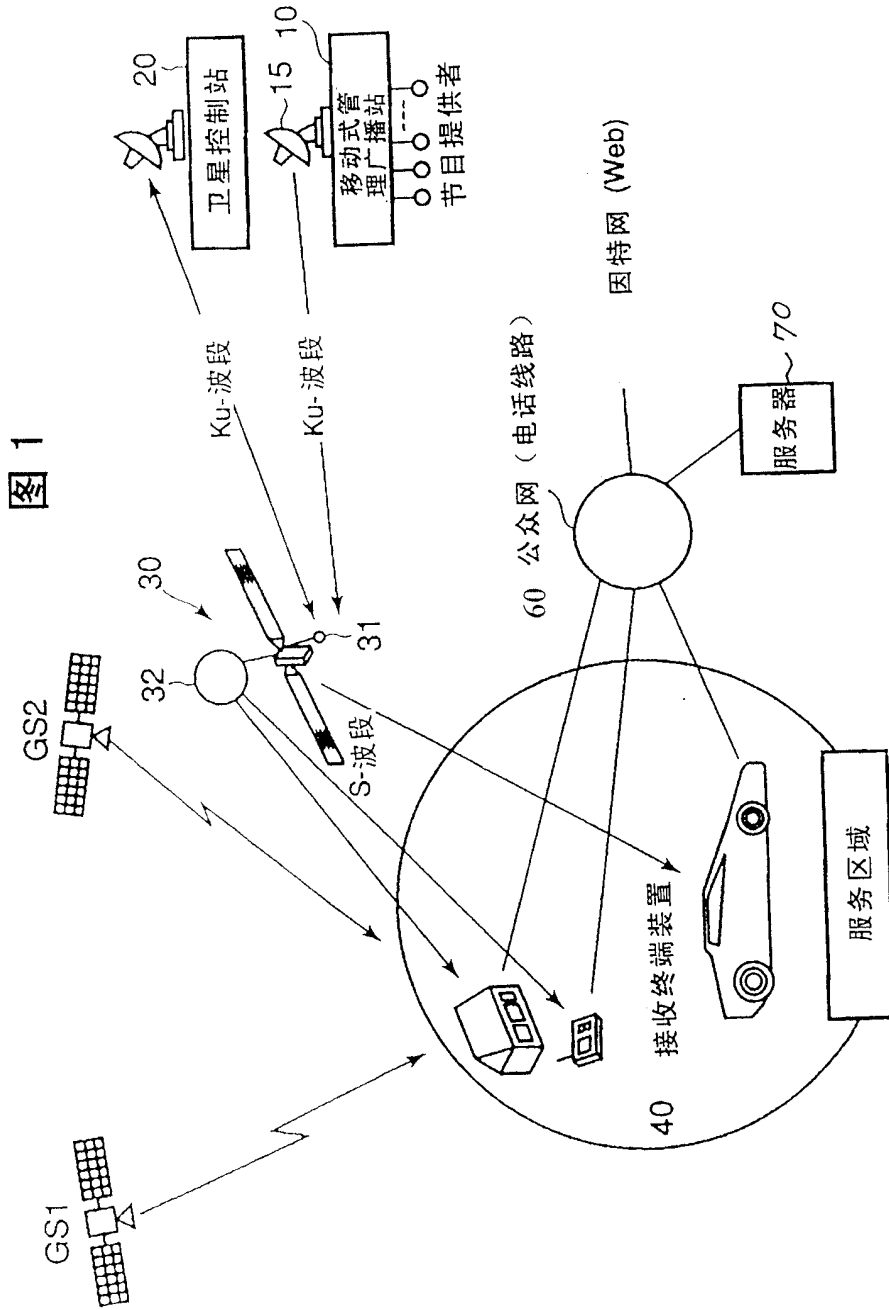 图 1
GS1
GS2
30
32
31
S-波段
Ku-波段
Ku-波段
20
卫星控制站
15
10
移动式管
理广播站
节目提供者
60 公众网（电话线路）
因特网 (Web)
服务器
70
40 接收终端装置
服务区域